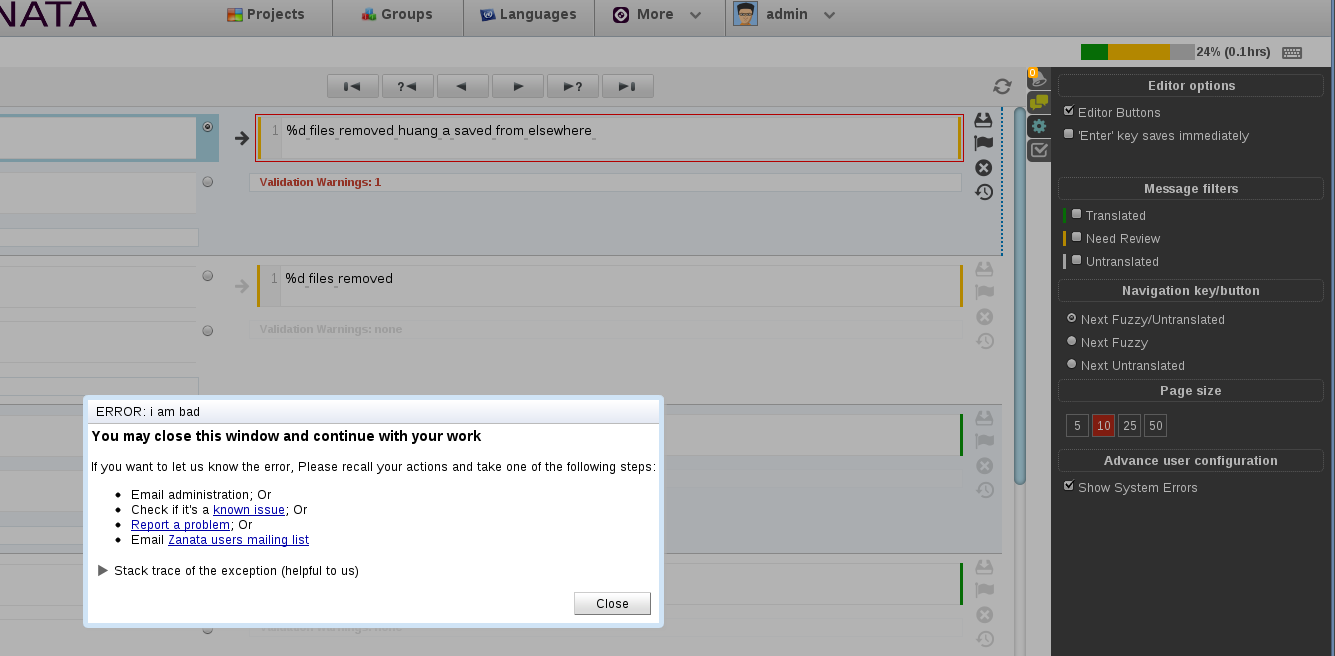 NATA
Projects
Groups
Languages
More
admin
24% (0.1hrs)
?
?
0
1
%d files removed huang a saved from elsewhere
Validation Warnings: 1
1
%d files removed
Validation Warnings: none
Editor options
Editor Buttons
'Enter' key saves immediately
Message filters
Translated
Need Review
Untranslated
Navigation key/button
Next Fuzzy/Untranslated
Next Fuzzy
Next Untranslated
Page size
5 10 25 50
Advance user configuration
Show System Errors
ERROR: i am bad
You may close this window and continue with your work
If you want to let us know the error, Please recall your actions and take one of the following steps:
Email administration; Or
Check if it's a known issue; Or
Report a problem; Or
Email Zanata users mailing list
Stack trace of the exception (helpful to us)
Close